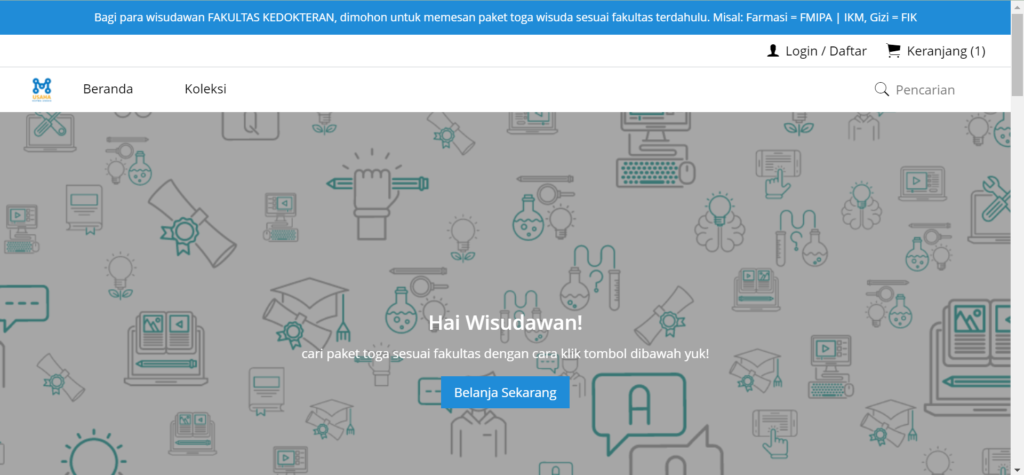 Bagi para wisudawan FAKULTAS KEDOKTERAN, dimohon untuk memesan paket toga wisuda sesuai fakultas terdahulu. Misal: Farmasi = FMIPA | IKM, Gizi = FIK
Login / Daftar Keranjang (1)
Beranda Koleksi Pencarian
Q
Hai Wisudawan!
cari paket toga sesuai fakultas dengan cara klik tombol dibawah yuk!
Belanja Sekarang
A